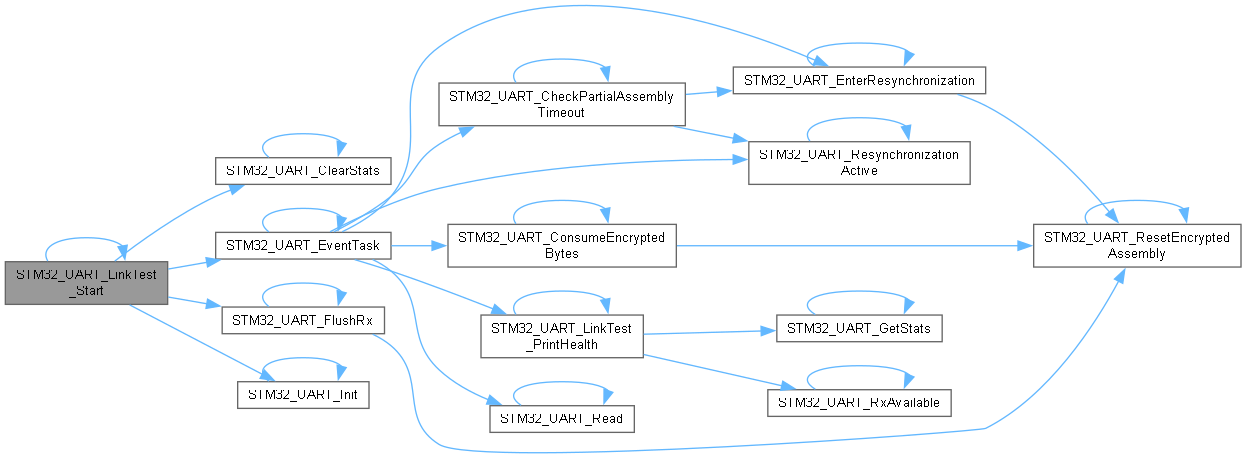 STM32_UART_LinkTest
_Start
STM32_UART_ClearStats
STM32_UART_EventTask
STM32_UART_FlushRx
STM32_UART_Init
STM32_UART_CheckPartialAssembly
Timeout
STM32_UART_ConsumeEncrypted
Bytes
STM32_UART_LinkTest
_PrintHealth
STM32_UART_Read
STM32_UART_EnterResynchronization
STM32_UART_Resynchronization
Active
STM32_UART_GetStats
STM32_UART_RxAvailable
STM32_UART_ResetEncrypted
Assembly